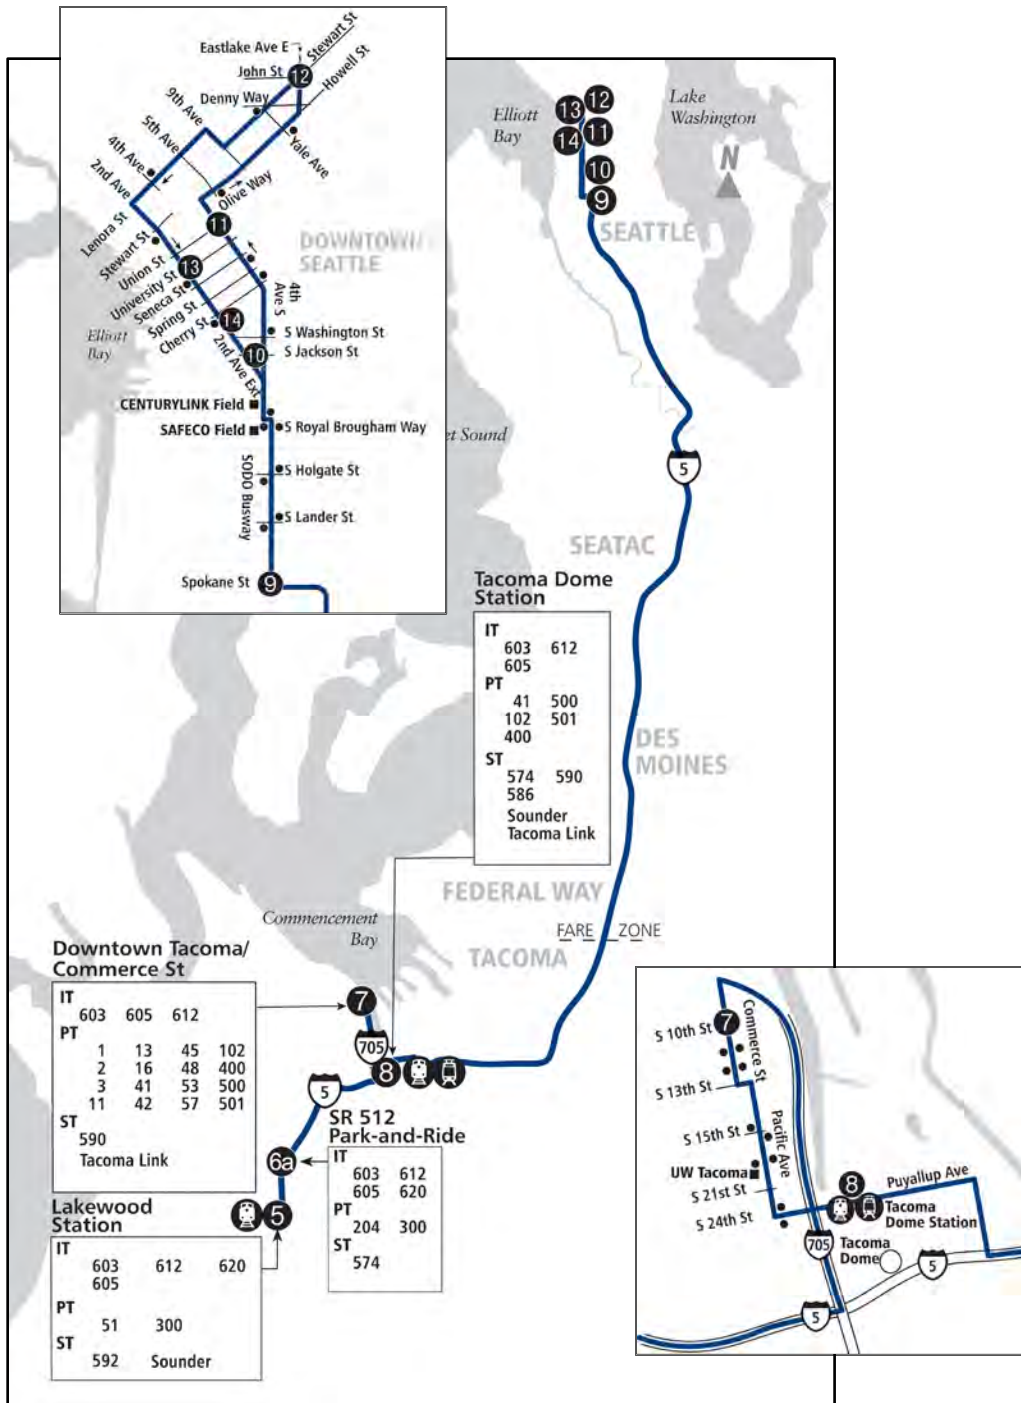 Eastlake Ave E
Stewart St
John St
12
Howell St
Denny Way
9th Ave
5th Ave
Yale Ave
4th Ave
2nd Ave
Olive Way
Lenora St
Stewart St
11
DOWNTOWN
SEATTLE
Union St
University St
13
Seneca St
Spring St
Cherry St
14
4th
Ave S
Elliott
Bay
S Washington St
10
S Jackson St
2nd Ave Ext
CENTURYLINK Field
SAFECO Field
S Royal Brougham Way
SODO Busway
S Holgate St
S Lander St
Spokane St
9
et Sound
Elliott
Bay
13
12
14
11
10
9
Lake
Washington
N
SEATTLE
5
SEATAC
Tacoma Dome
Station
IT
603 612
605
PT
41 500
102 501
400
ST
574 590
586
Sounder
Tacoma Link
DES
MOINES
FEDERAL WAY
FARE ZONE
TACOMA
Commencement
Bay
Downtown Tacoma/
Commerce St
IT
603 605 612
PT
1 13 45 102
2 16 48 400
3 41 53 500
11 42 57 501
ST
590
Tacoma Link
7
705
8
5
SR 512
Park-and-Ride
IT
603 612
605 620
PT
204 300
ST
574
6a
5
Lakewood
Station
IT
603 612 620
605
PT
51 300
ST
592 Sounder
S 10th St
7
Commerce St
S 13th St
S 15th St
Pacific Ave
UW Tacoma
S 21st St
S 24th St
8
Puyallup Ave
Tacoma
Dome Station
705
Tacoma
Dome
5
5